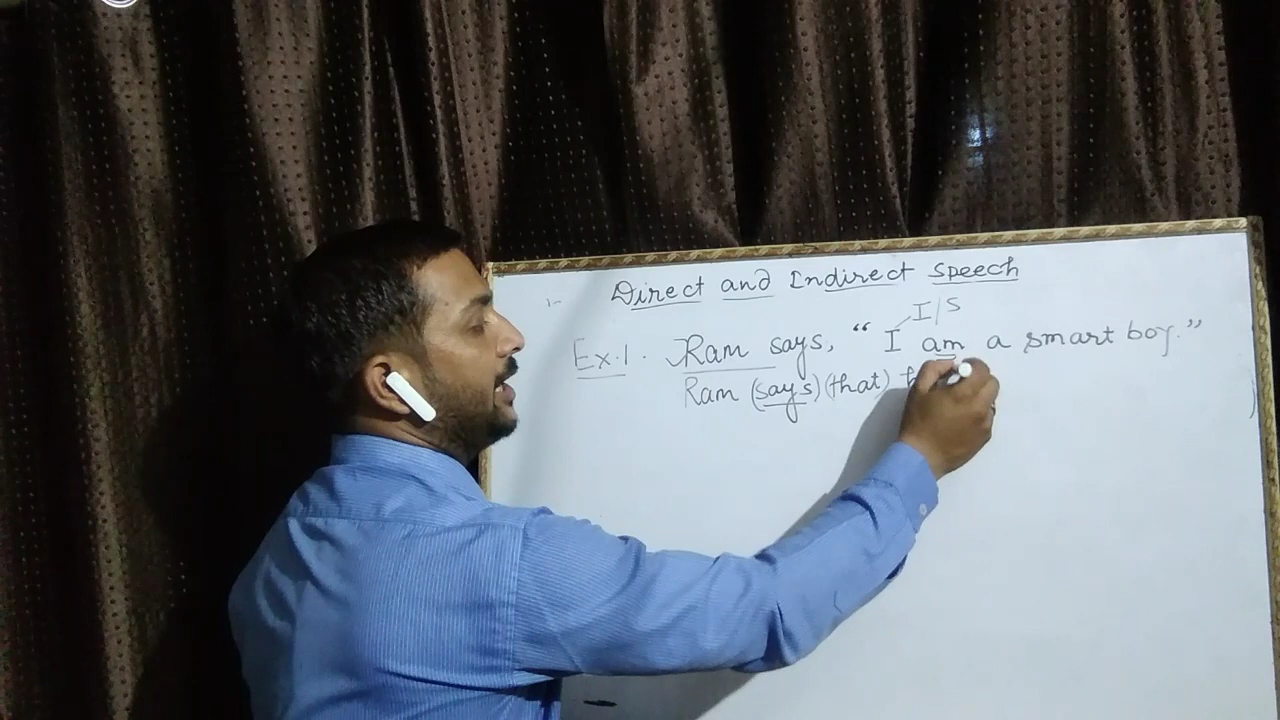 Direct and Indirect speech
I/S
Ex.1. Ram says, “I am a smart boy.”
Ram (says) (that)